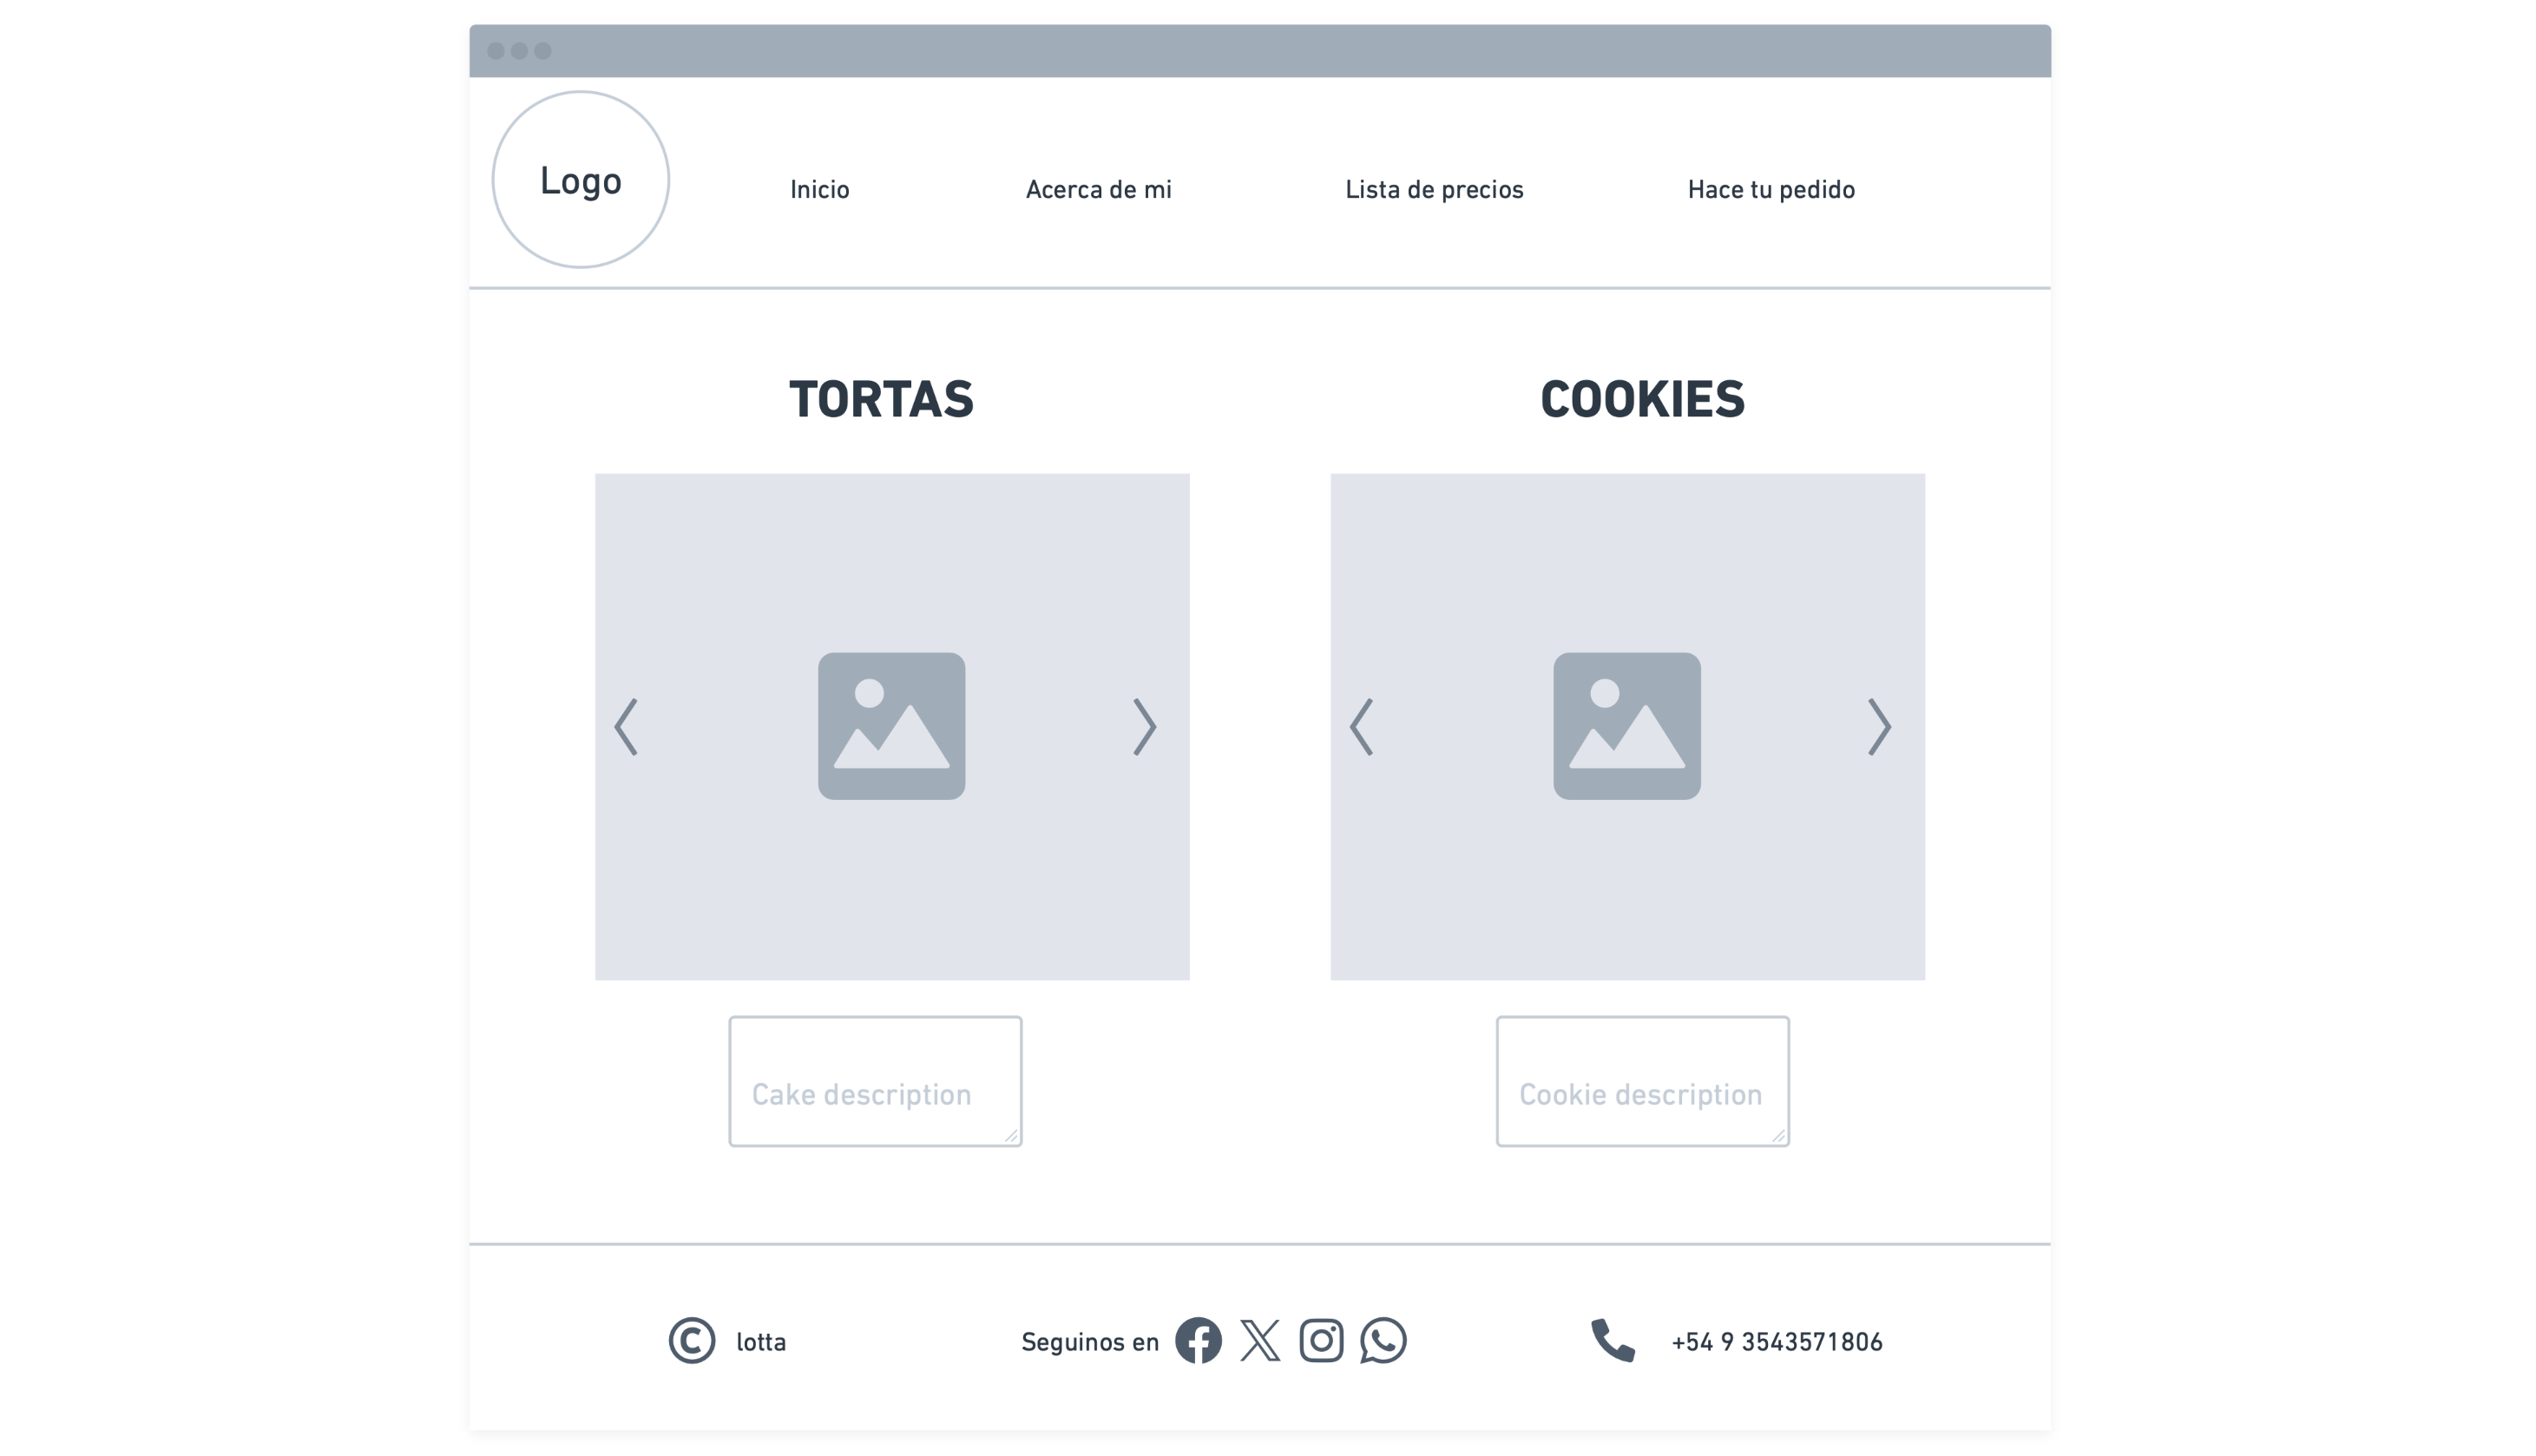 Logo
Inicio
Acerca de mi
Lista de precios
Hace tu pedido
TORTAS
COOKIES
Cake description
Cookie description
© lotta
Seguinos en
+54 9 3543571806